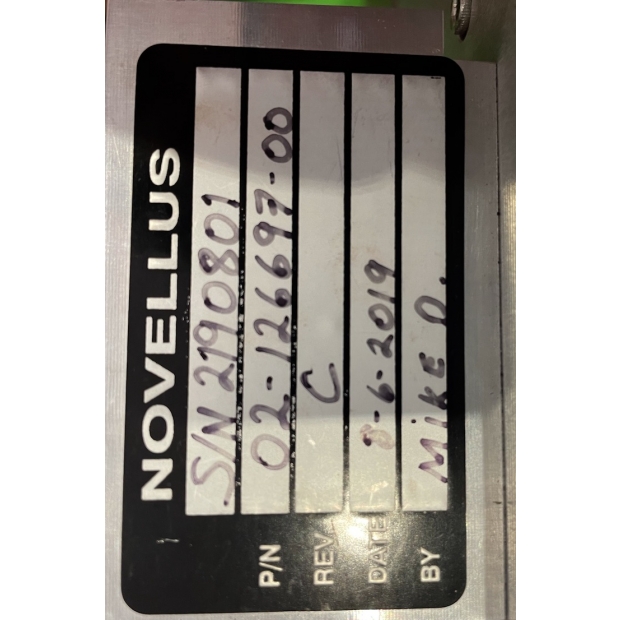 NOVELLUS
S/N 2190801
P/N 02-126697-00
REV. C
DATE 8-6-2019
BY MIKE O.